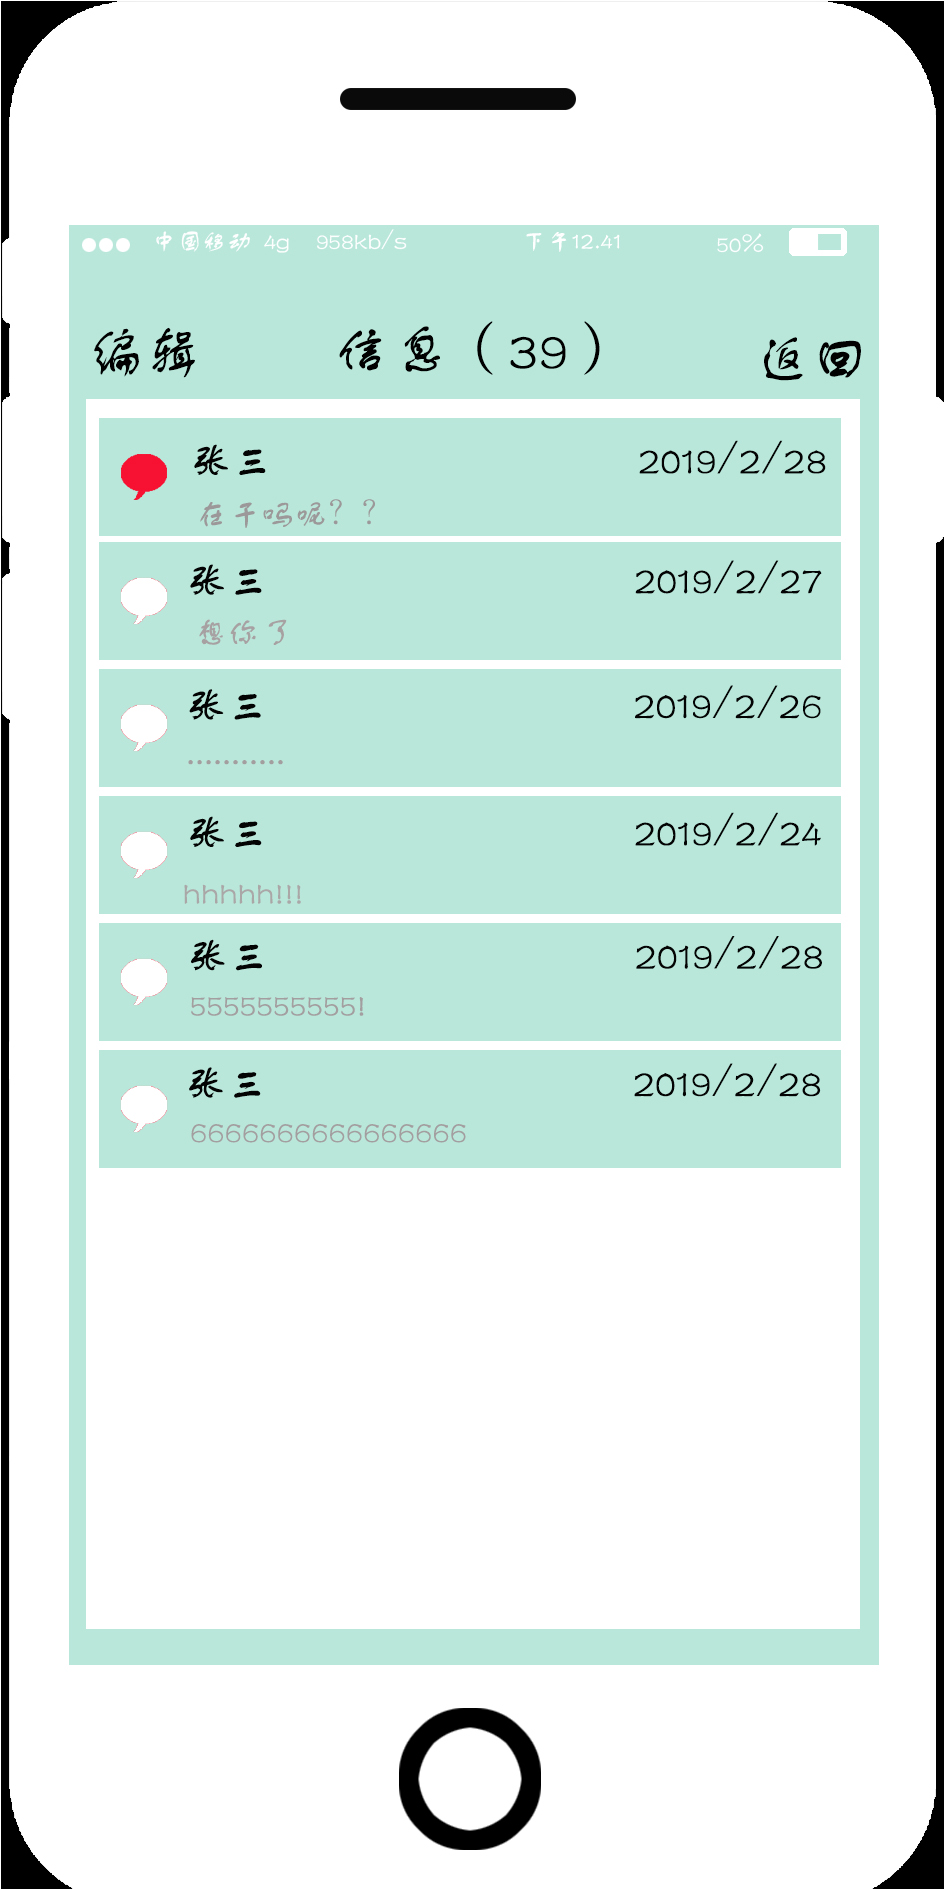 中国移动 4g 958kb/s 下午12.41 50%
编辑 信息（39） 返回
张三 2019/2/28
在干吗呢？？
张三 2019/2/27
想你了
张三 2019/2/26
...........
张三 2019/2/24
hhhhh!!!
张三 2019/2/28
5555555555!
张三 2019/2/28
6666666666666666